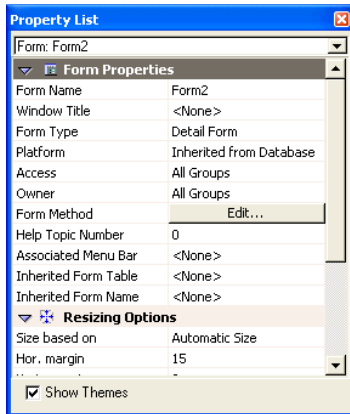 Property List
Form: Form2
Form Properties
Form Name Form2
Window Title <None>
Form Type Detail Form
Platform Inherited from Database
Access All Groups
Owner All Groups
Form Method Edit...
Help Topic Number 0
Associated Menu Bar <None>
Inherited Form Table <None>
Inherited Form Name <None>
Resizing Options
Size based on Automatic Size
Hor. margin 15
Show Themes